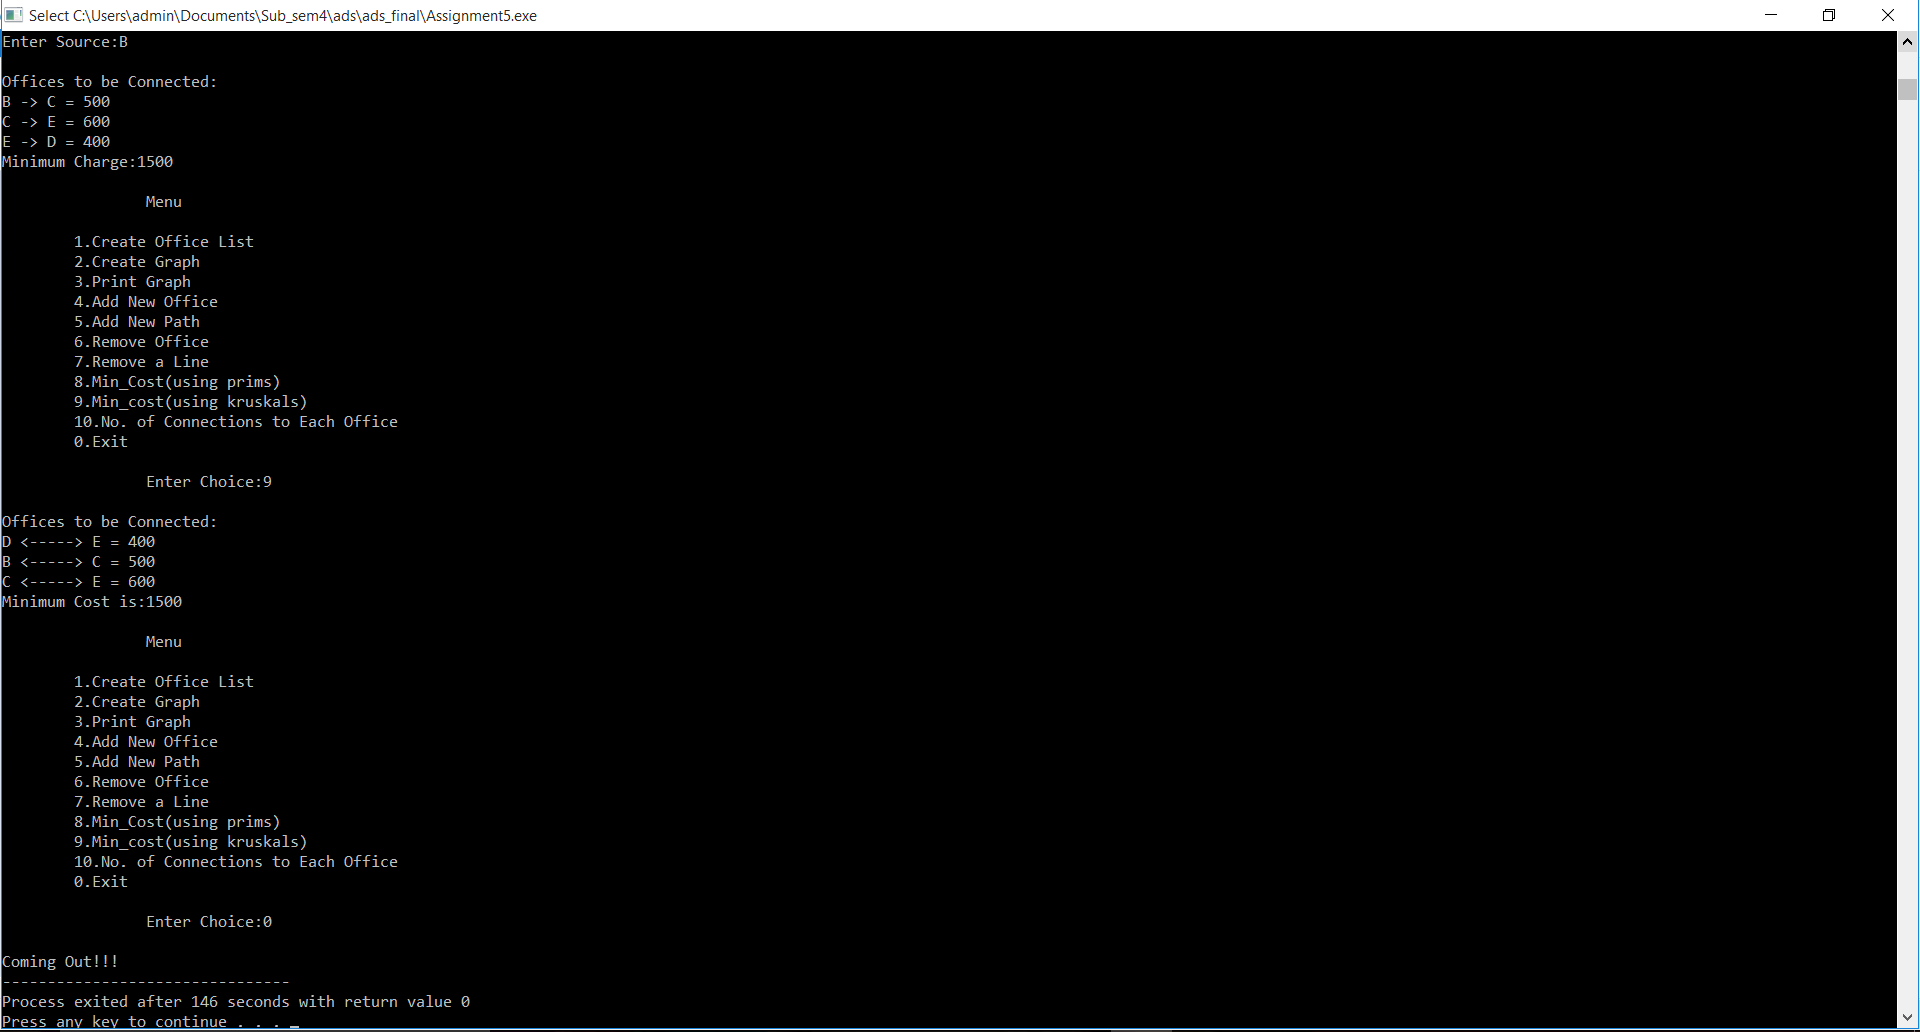 Select C:\Users\admin\Documents\Sub_sem4\ads\ads_final\Assignment5.exe
Enter Source:B
Offices to be Connected:
B -> C = 500
C -> E = 600
E -> D = 400
Minimum Charge:1500
Menu
1.Create Office List
2.Create Graph
3.Print Graph
4.Add New Office
5.Add New Path
6.Remove Office
7.Remove a Line
8.Min_Cost(using prims)
9.Min_cost(using kruskals)
10.No. of Connections to Each Office
0.Exit
Enter Choice:9
Offices to be Connected:
D <-----> E = 400
B <-----> C = 500
C <-----> E = 600
Minimum Cost is:1500
Menu
1.Create Office List
2.Create Graph
3.Print Graph
4.Add New Office
5.Add New Path
6.Remove Office
7.Remove a Line
8.Min_Cost(using prims)
9.Min_cost(using kruskals)
10.No. of Connections to Each Office
0.Exit
Enter Choice:0
Coming Out!!!
--------------------------------
Process exited after 146 seconds with return value 0
Press any key to continue . . . _